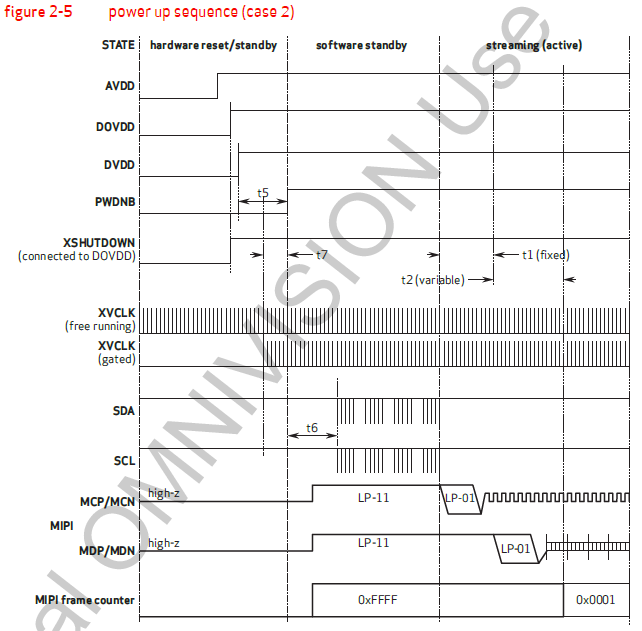 figure 2-5 power up sequence (case 2)
STATE hardware reset/standby software standby streaming (active)
AVDD
DOVDD
DVDD
PWDNB
t5
XSHUTDOWN
(connected to DOVDD)
t7
t1 (fixed)
t2 (variable)
XVCLK
(free running)
XVCLK
(gated)
SDA
t6
SCL
MCP/MCN high-z LP-11 LP-01
MIPI
MDP/MDN high-z LP-11 LP-01
MIPI frame counter 0xFFFF 0x0001
al OMNIVISION Use